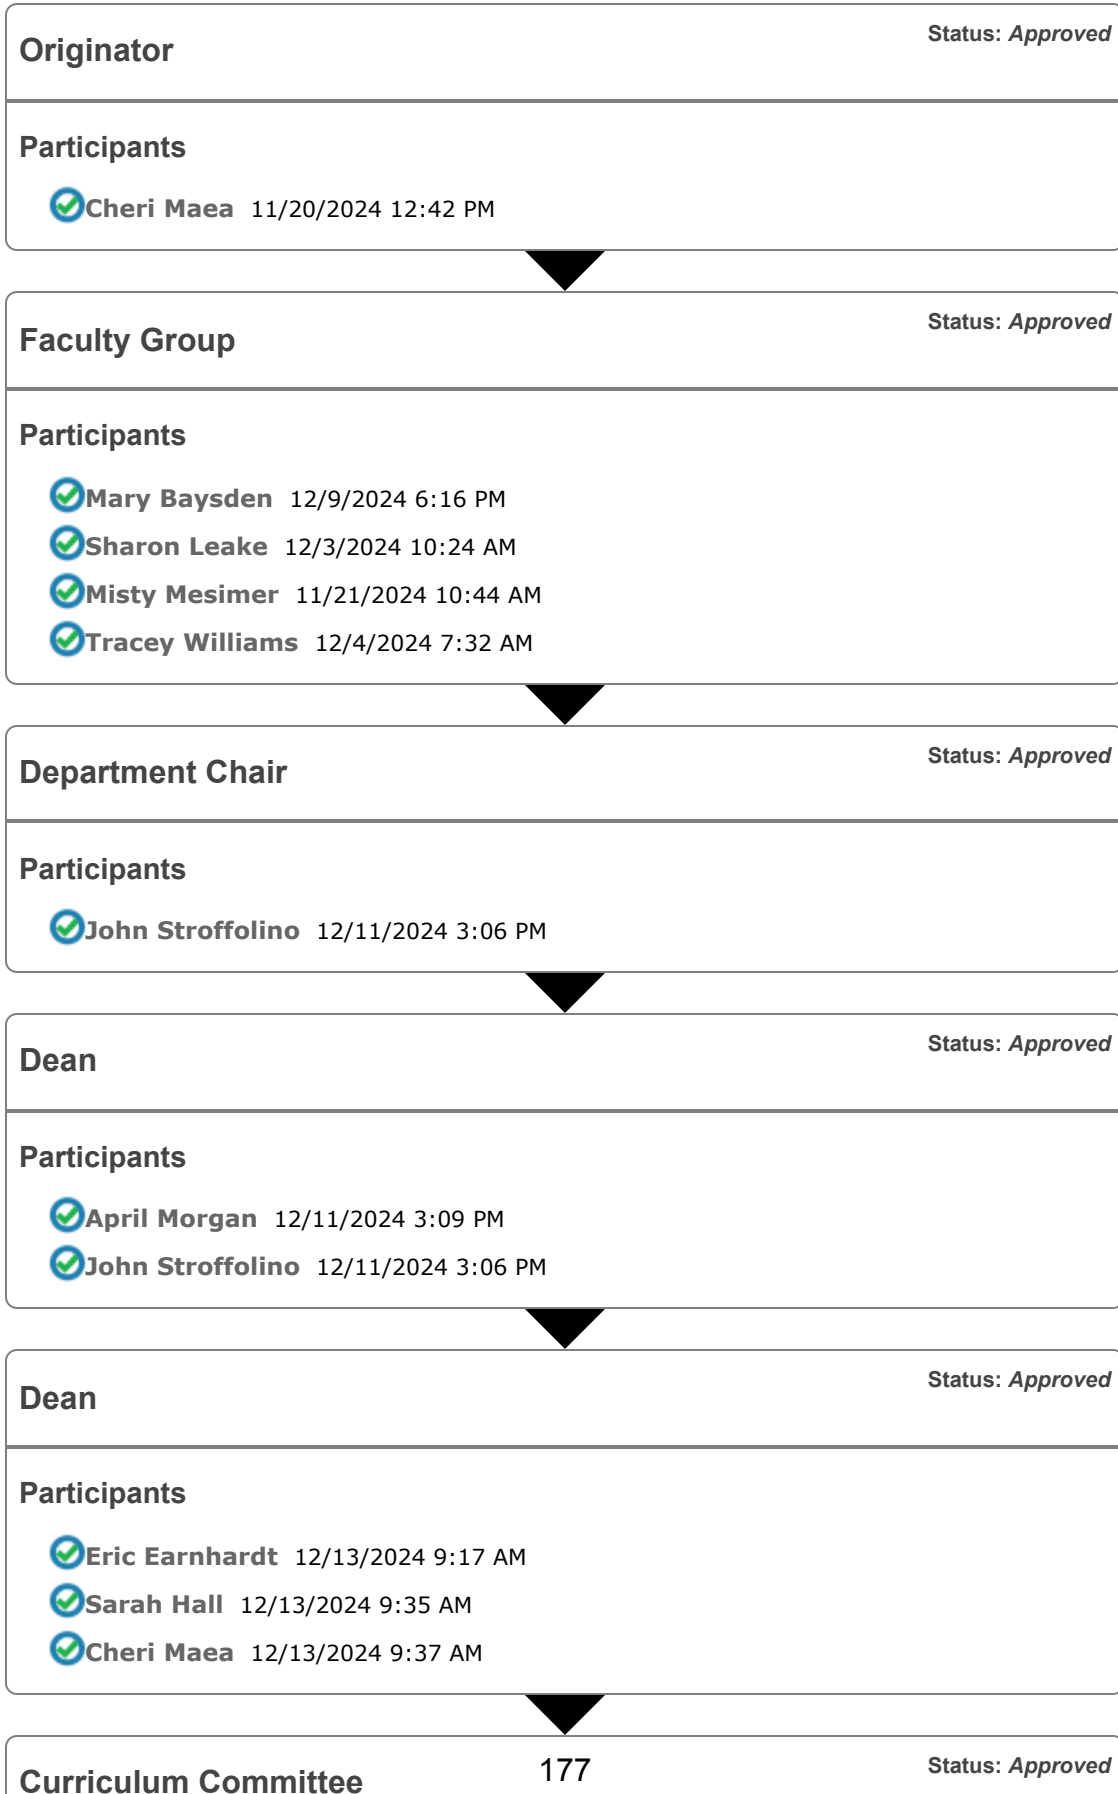 Originator
Status: Approved
Participants
Cheri Maea 11/20/2024 12:42 PM
Faculty Group
Status: Approved
Participants
Mary Baysden 12/9/2024 6:16 PM
Sharon Leake 12/3/2024 10:24 AM
Misty Mesimer 11/21/2024 10:44 AM
Tracey Williams 12/4/2024 7:32 AM
Department Chair
Status: Approved
Participants
John Stroffolino 12/11/2024 3:06 PM
Dean
Status: Approved
Participants
April Morgan 12/11/2024 3:09 PM
John Stroffolino 12/11/2024 3:06 PM
Dean
Status: Approved
Participants
Eric Earnhardt 12/13/2024 9:17 AM
Sarah Hall 12/13/2024 9:35 AM
Cheri Maea 12/13/2024 9:37 AM
Curriculum Committee
177
Status: Approved